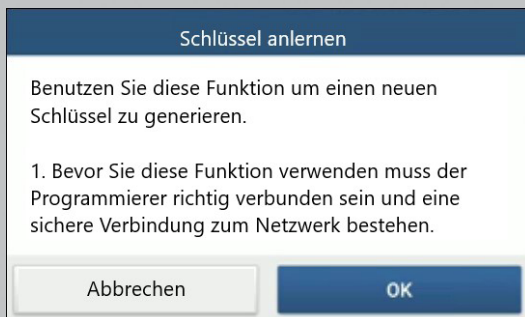 Schlüssel anlernen
Benutzen Sie diese Funktion um einen neuen
Schlüssel zu generieren.
1. Bevor Sie diese Funktion verwenden muss der
Programmierer richtig verbunden sein und eine
sichere Verbindung zum Netzwerk bestehen.
Abbrechen
OK